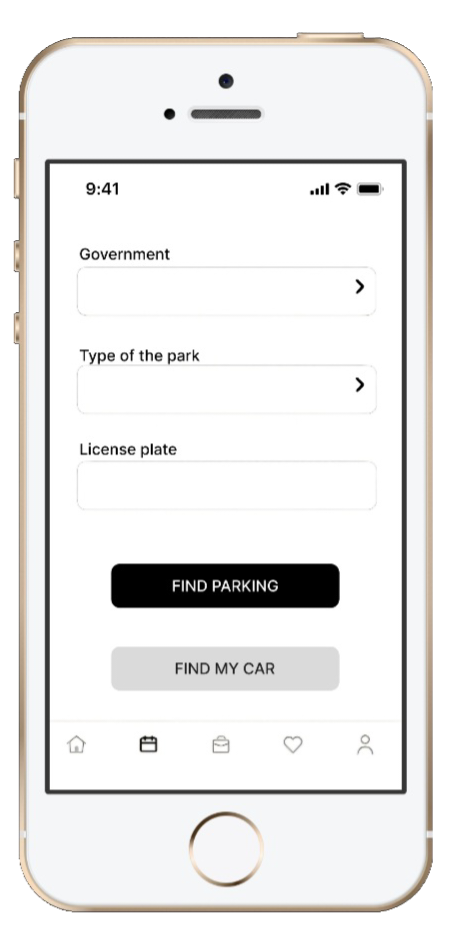 9:41
Government
Type of the park
License plate
FIND PARKING
FIND MY CAR